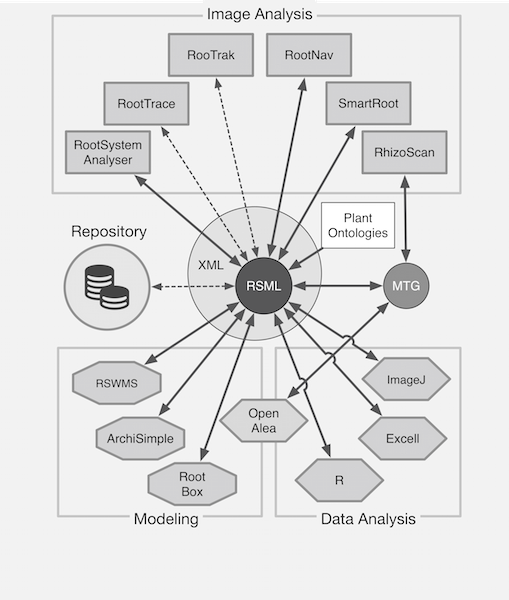 Image Analysis
RooTrak
RootNav
RootTrace
SmartRoot
RootSystem
Analyser
RhizoScan
Plant
Ontologies
Repository
XML
RSML
MTG
RSWMS
ImageJ
Open
Alea
ArchiSimple
Excell
Root
Box
R
Modeling
Data Analysis